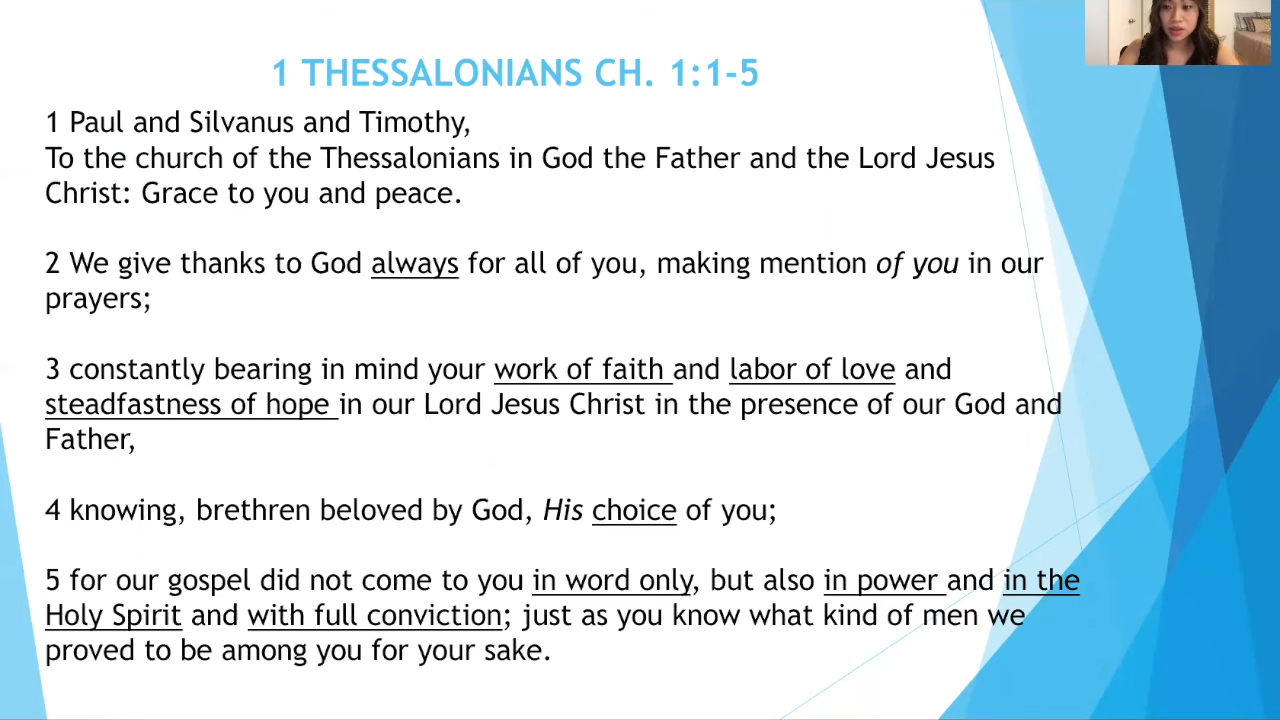 1 THESSALONIANS CH. 1:1-5
1 Paul and Silvanus and Timothy,
To the church of the Thessalonians in God the Father and the Lord Jesus
Christ: Grace to you and peace.
2 We give thanks to God always for all of you, making mention of you in our
prayers;
3 constantly bearing in mind your work of faith and labor of love and
steadfastness of hope in our Lord Jesus Christ in the presence of our God and
Father,
4 knowing, brethren beloved by God, His choice of you;
5 for our gospel did not come to you in word only, but also in power and in the
Holy Spirit and with full conviction; just as you know what kind of men we
proved to be among you for your sake.